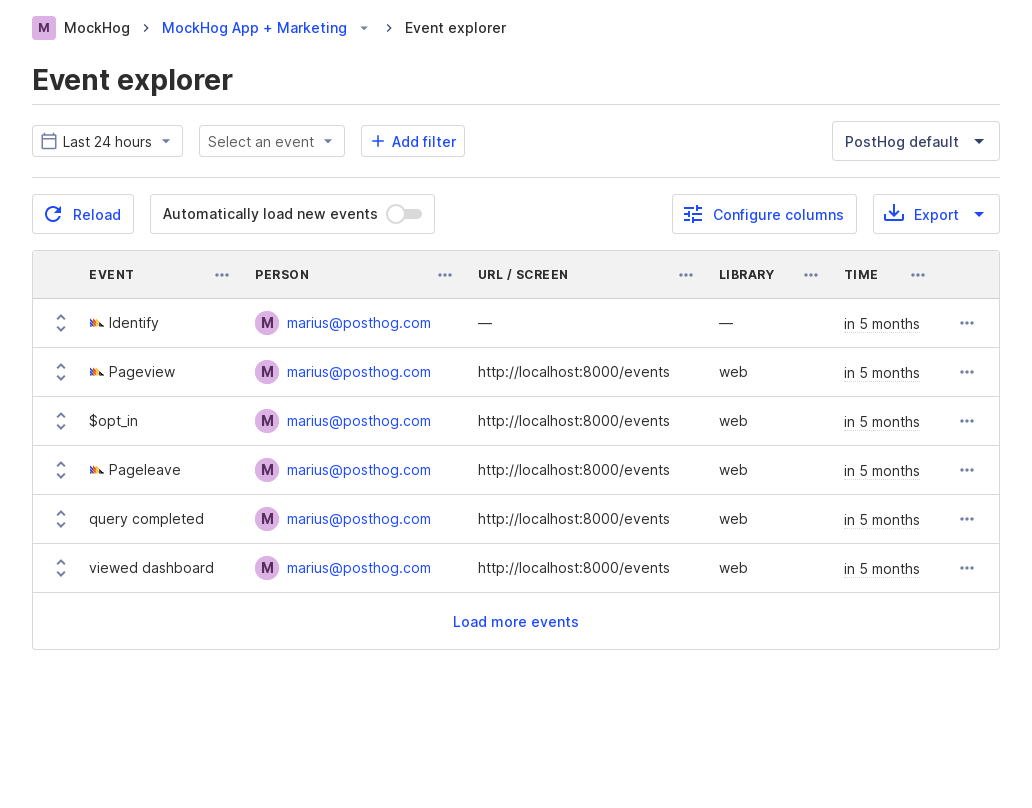 M MockHog MockHog App + Marketing Event explorer
Event explorer
Last 24 hours Select an event Add filter PostHog default
Reload Automatically load new events Configure columns Export
EVENT PERSON URL / SCREEN LIBRARY TIME
Identify M marius@posthog.com — — in 5 months
Pageview M marius@posthog.com http://localhost:8000/events web in 5 months
$opt_in M marius@posthog.com http://localhost:8000/events web in 5 months
Pageleave M marius@posthog.com http://localhost:8000/events web in 5 months
query completed M marius@posthog.com http://localhost:8000/events web in 5 months
viewed dashboard M marius@posthog.com http://localhost:8000/events web in 5 months
Load more events